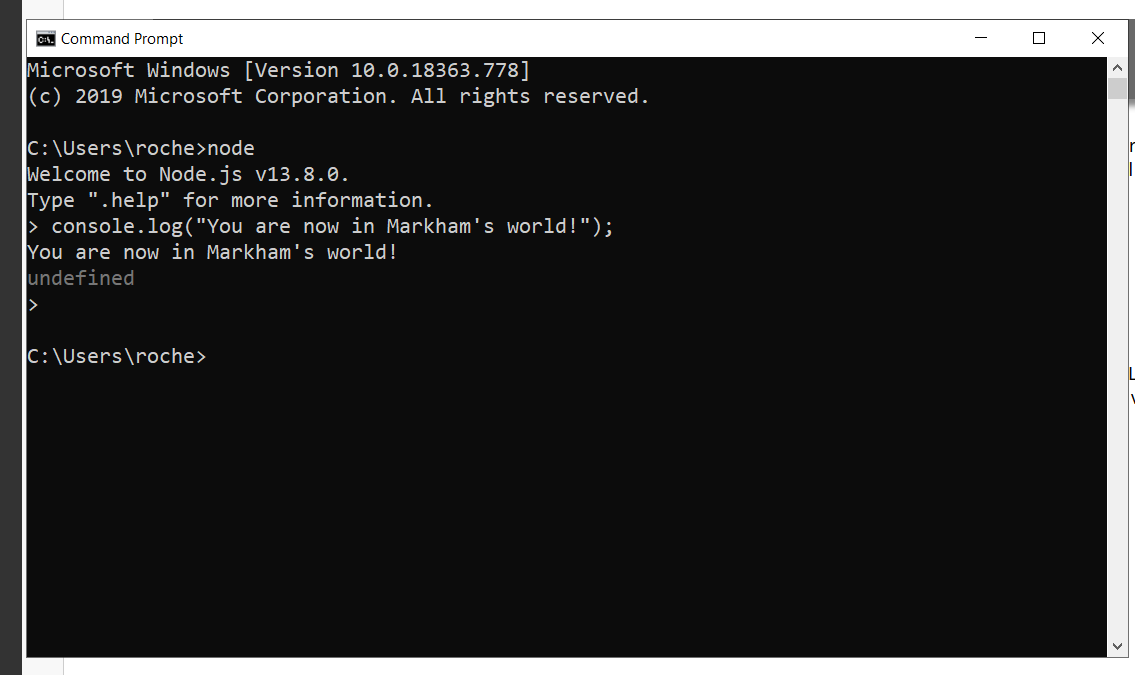 Command Prompt
Microsoft Windows [Version 10.0.18363.778]
(c) 2019 Microsoft Corporation. All rights reserved.
C:\Users\roche>node
Welcome to Node.js v13.8.0.
Type ".help" for more information.
> console.log("You are now in Markham's world!");
You are now in Markham's world!
undefined
>
C:\Users\roche>